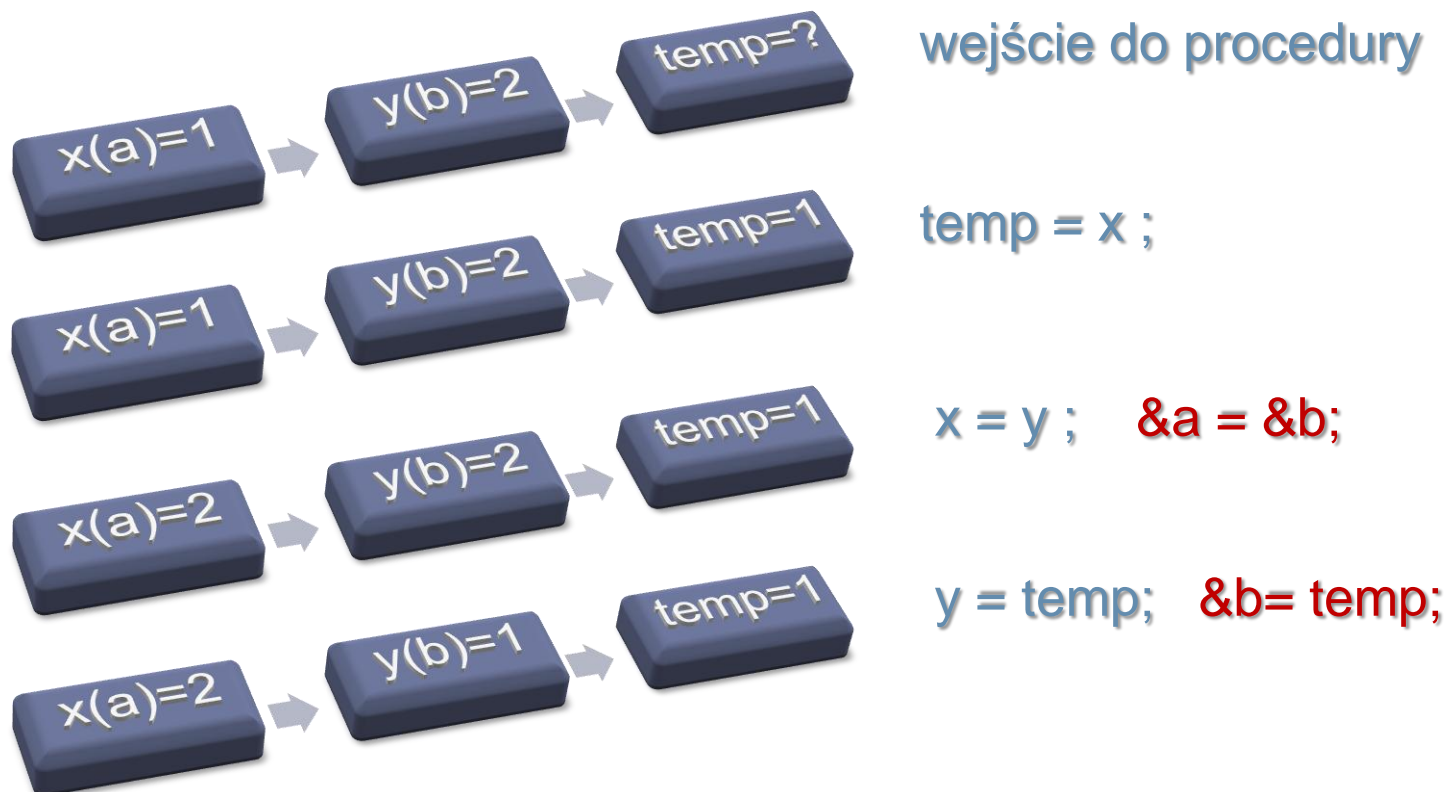 x(a)=1 y(b)=2 temp=? wejście do procedury
x(a)=1 y(b)=2 temp=1 temp = x ;
x(a)=2 y(b)=2 temp=1 x = y ; &a = &b;
x(a)=2 y(b)=1 temp=1 y = temp; &b= temp;